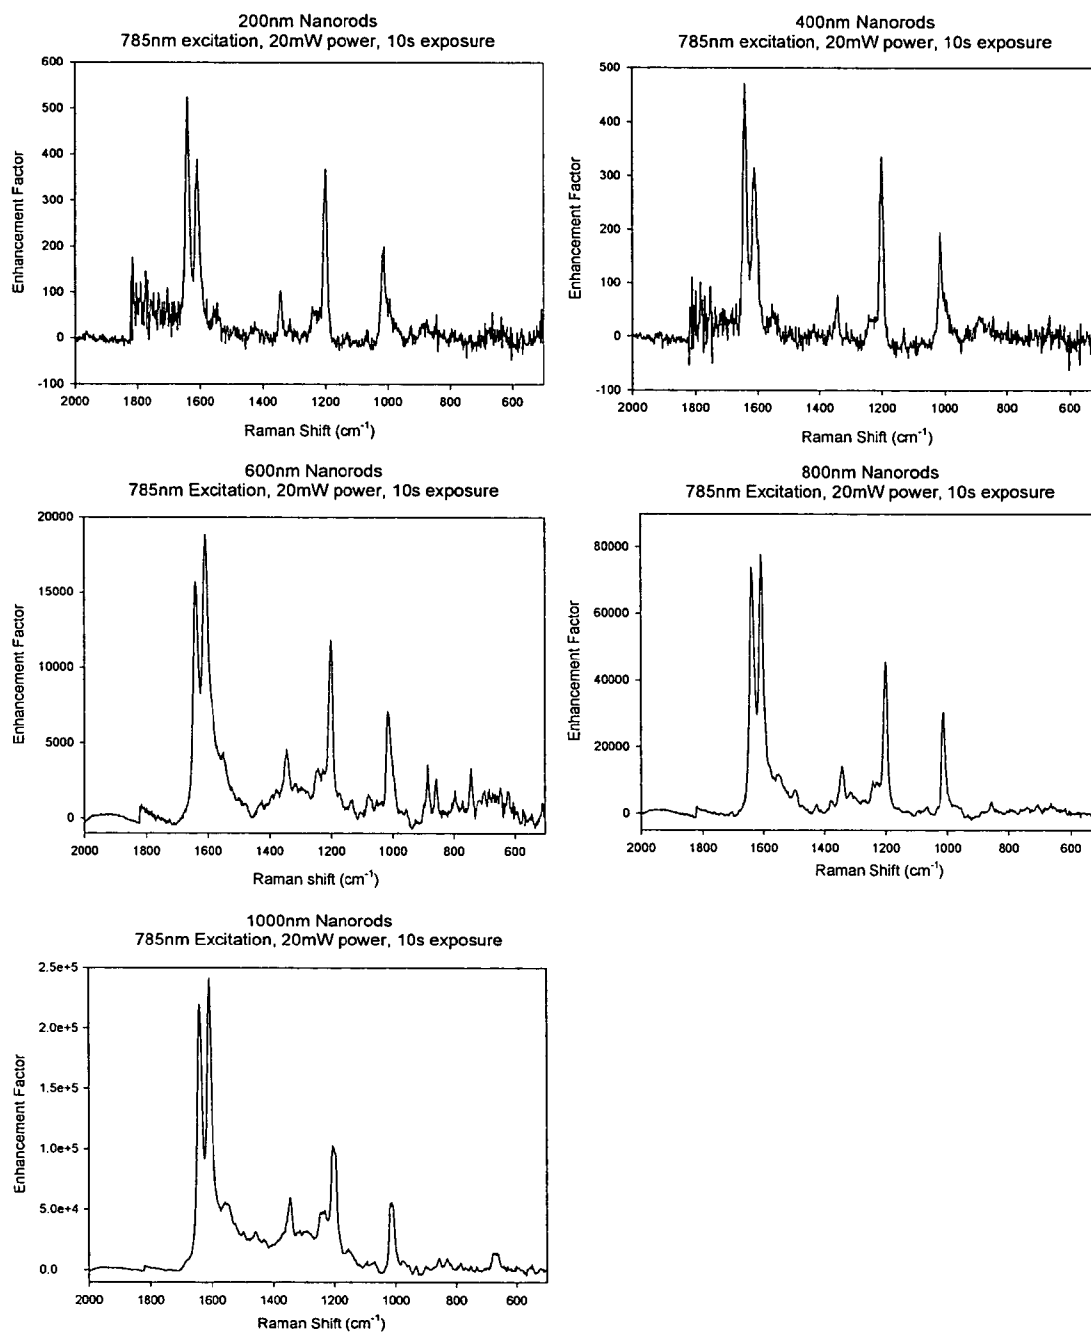 200nm Nanorods
785nm excitation, 20mW power, 10s exposure
600
500
400
300
200
100
0
-100
Enhancement Factor
2000 1800 1600 1400 1200 1000 800 600
Raman Shift (cm⁻¹)
400nm Nanorods
785nm excitation, 20mW power, 10s exposure
500
400
300
200
100
0
-100
Enhancement Factor
2000 1800 1600 1400 1200 1000 800 600
Raman Shift (cm⁻¹)
600nm Nanorods
785nm Excitation, 20mW power, 10s exposure
20000
15000
10000
5000
0
Enhancement Factor
2000 1800 1600 1400 1200 1000 800 600
Raman shift (cm⁻¹)
800nm Nanorods
785nm Excitation, 20mW power, 10s exposure
80000
60000
40000
20000
0
Enhancement Factor
2000 1800 1600 1400 1200 1000 800 600
Raman Shift (cm⁻¹)
1000nm Nanorods
785nm Excitation, 20mW power, 10s exposure
2.5e+5
2.0e+5
1.5e+5
1.0e+5
5.0e+4
0.0
Enhancement Factor
2000 1800 1600 1400 1200 1000 800 600
Raman Shift (cm⁻¹)